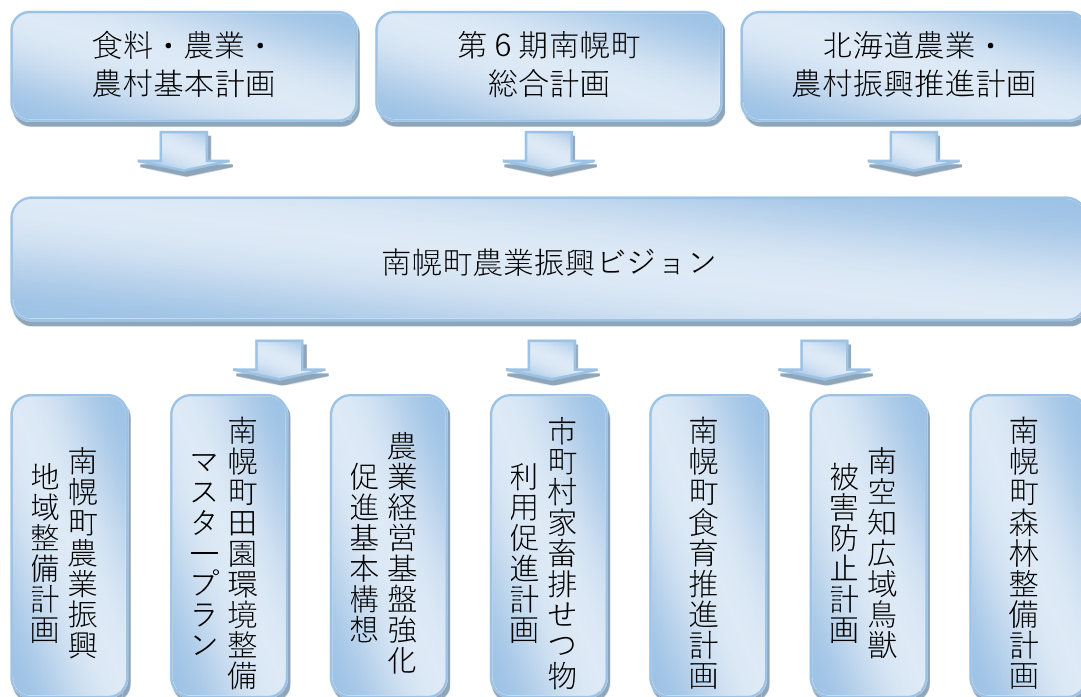 食料・農業・
農村基本計画
第６期南幌町
総合計画
北海道農業・
農村振興推進計画
南幌町農業振興ビジョン
南幌町農業振興
地域整備計画
南幌町田園環境整備
マスタープラン
農業経営基盤強化
促進基本構想
市町村家畜排せつ物
利用促進計画
南幌町食育推進計画
南空知広域鳥獣
被害防止計画
南幌町森林整備計画